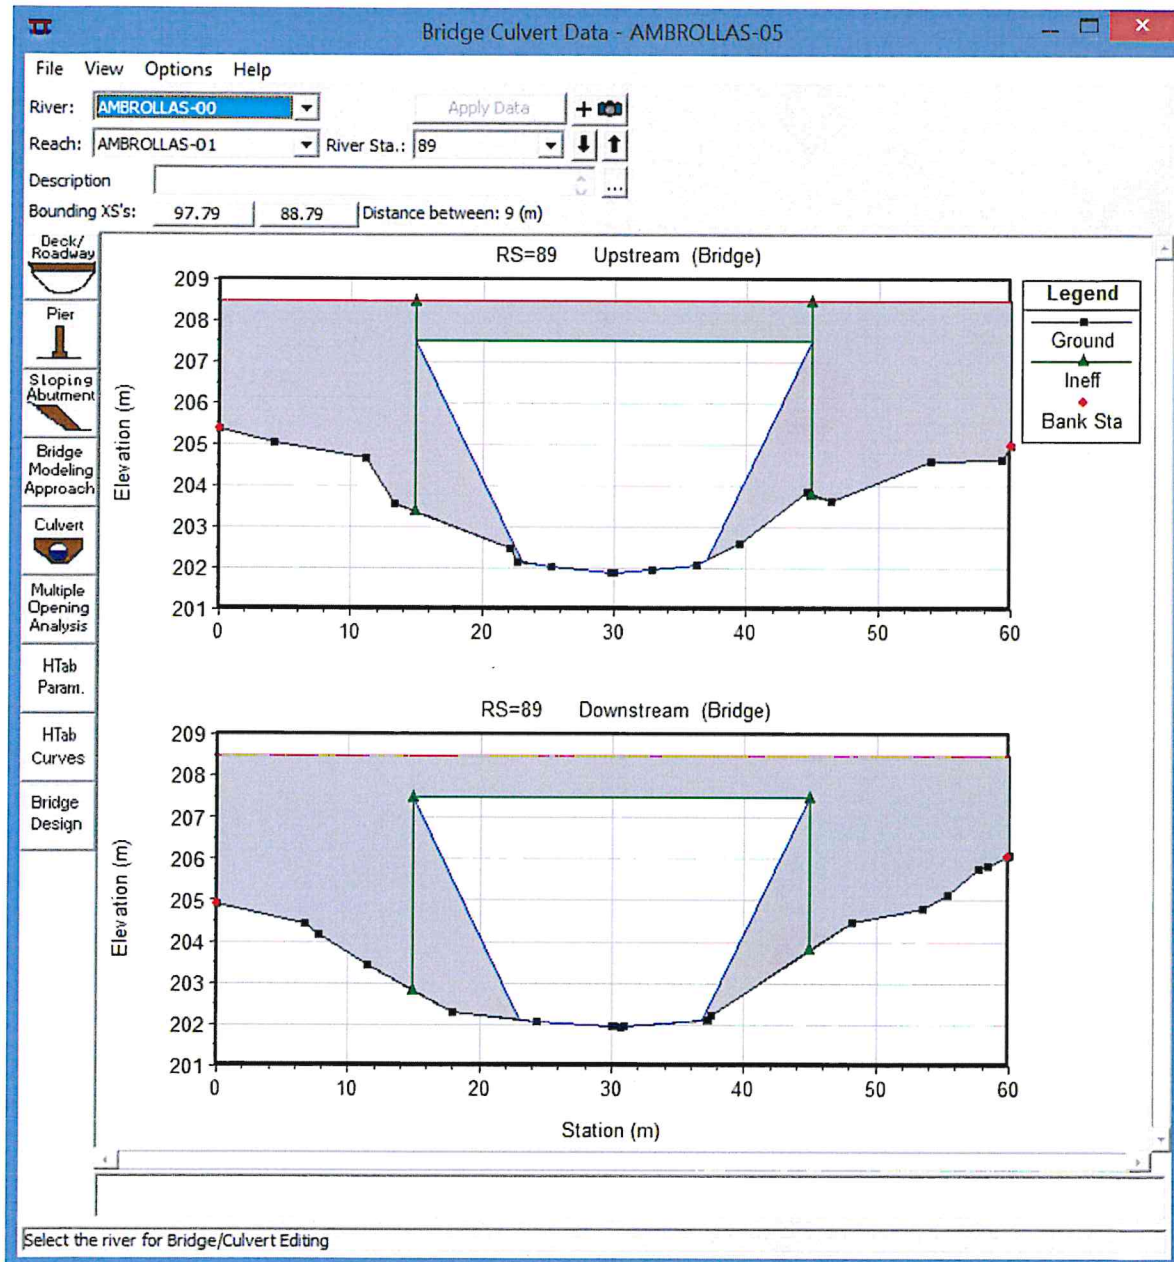 Bridge Culvert Data - AMBROLLAS-05
File View Options Help
River: AMBROLLAS-00 Apply Data
Reach: AMBROLLAS-01 River Sta.: 89
Description ...
Bounding XS's: 97.79 88.79 Distance between: 9 (m)
Deck/
Roadway
Pier
Sloping
Abutment
Bridge
Modeling
Approach
Culvert
Multiple
Opening
Analysis
HTab
Param.
HTab
Curves
Bridge
Design
RS=89 Upstream (Bridge)
209
208
207
206
205
204
203
202
201
Elevation (m)
0 10 20 30 40 50 60
Legend
Ground
Ineff
Bank Sta
RS=89 Downstream (Bridge)
209
208
207
206
205
204
203
202
201
Elevation (m)
0 10 20 30 40 50 60
Station (m)
Select the river for Bridge/Culvert Editing